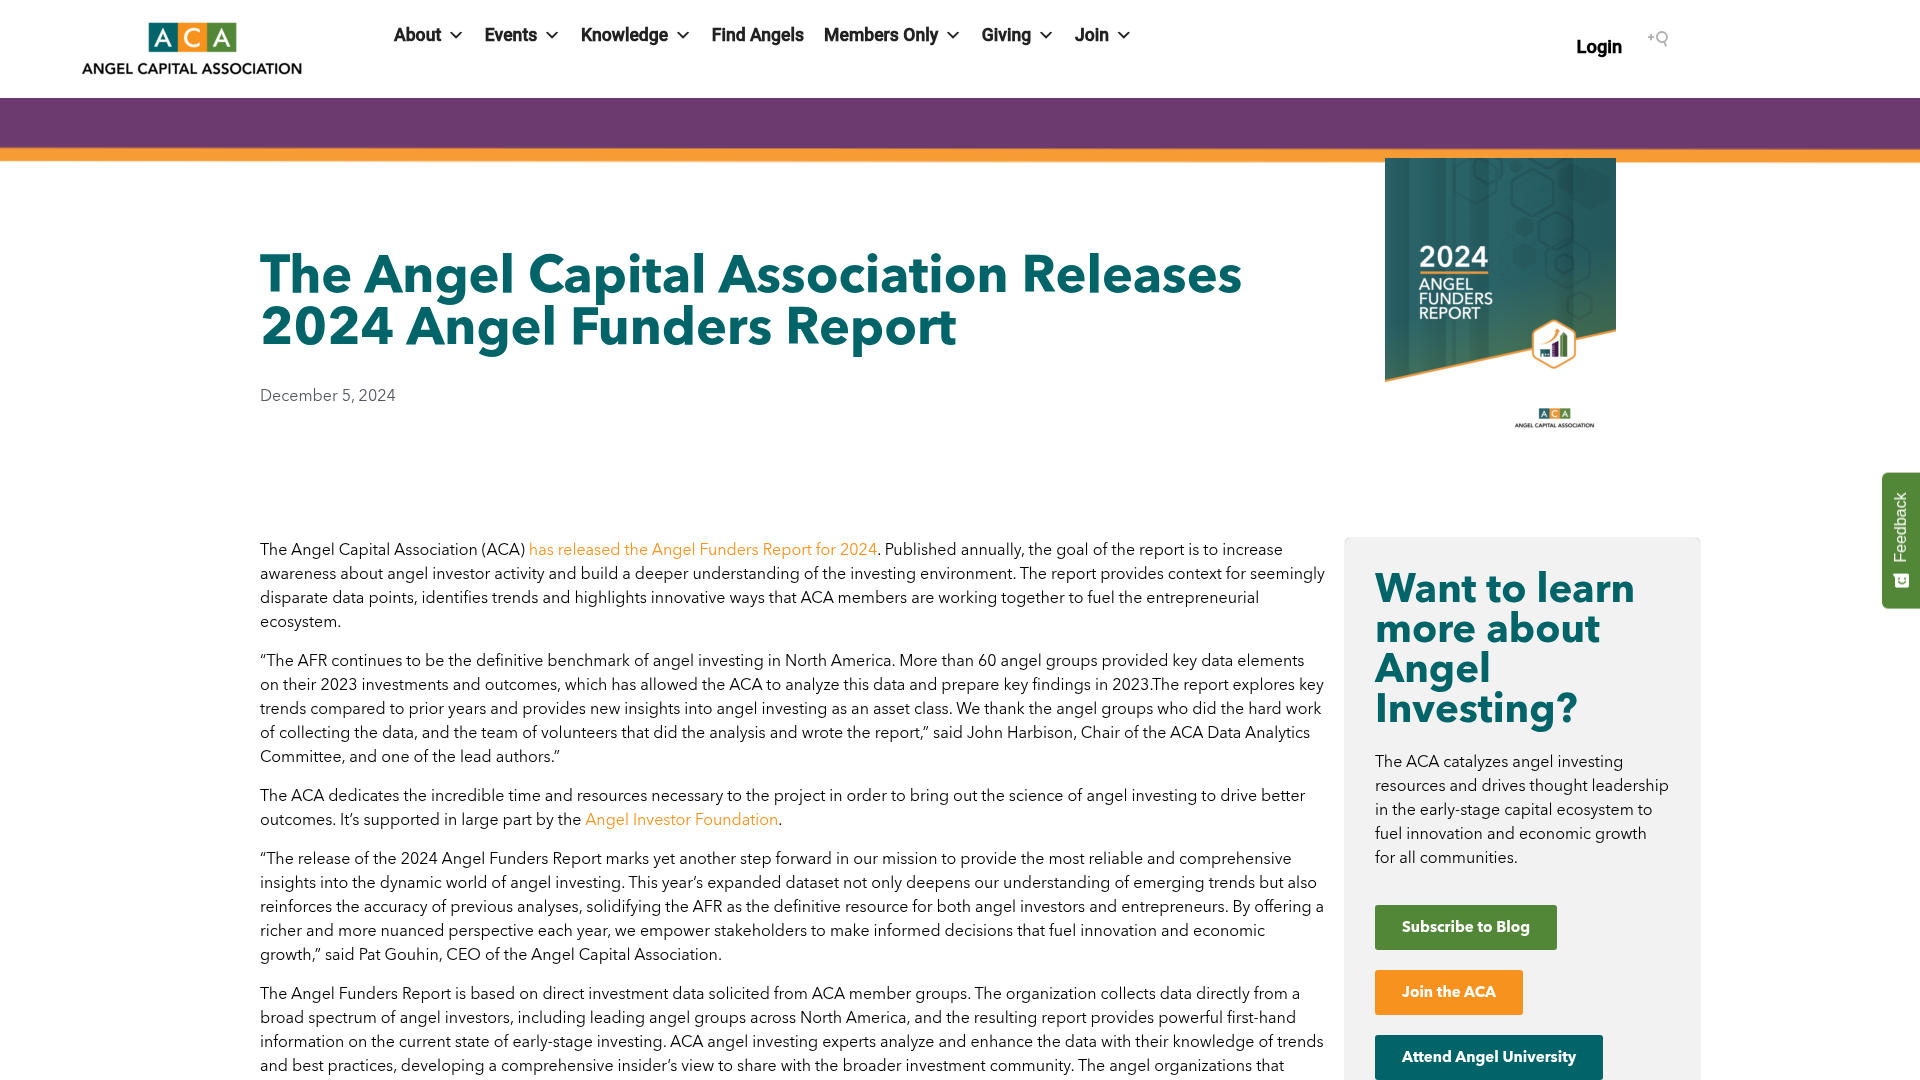 ACA
ANGEL CAPITAL ASSOCIATION
About
Events
Knowledge
Find Angels
Members Only
Giving
Join
Login
The Angel Capital Association Releases
2024 Angel Funders Report
December 5, 2024
2024
ANGEL
FUNDERS
REPORT
ACA
ANGEL CAPITAL ASSOCIATION
Feedback
The Angel Capital Association (ACA) has released the Angel Funders Report for 2024. Published annually, the goal of the report is to increase
awareness about angel investor activity and build a deeper understanding of the investing environment. The report provides context for seemingly
disparate data points, identifies trends and highlights innovative ways that ACA members are working together to fuel the entrepreneurial
ecosystem.
“The AFR continues to be the definitive benchmark of angel investing in North America. More than 60 angel groups provided key data elements
on their 2023 investments and outcomes, which has allowed the ACA to analyze this data and prepare key findings in 2023.The report explores key
trends compared to prior years and provides new insights into angel investing as an asset class. We thank the angel groups who did the hard work
of collecting the data, and the team of volunteers that did the analysis and wrote the report,” said John Harbison, Chair of the ACA Data Analytics
Committee, and one of the lead authors.”
The ACA dedicates the incredible time and resources necessary to the project in order to bring out the science of angel investing to drive better
outcomes. It’s supported in large part by the Angel Investor Foundation.
“The release of the 2024 Angel Funders Report marks yet another step forward in our mission to provide the most reliable and comprehensive
insights into the dynamic world of angel investing. This year’s expanded dataset not only deepens our understanding of emerging trends but also
reinforces the accuracy of previous analyses, solidifying the AFR as the definitive resource for both angel investors and entrepreneurs. By offering a
richer and more nuanced perspective each year, we empower stakeholders to make informed decisions that fuel innovation and economic
growth,” said Pat Gouhin, CEO of the Angel Capital Association.
The Angel Funders Report is based on direct investment data solicited from ACA member groups. The organization collects data directly from a
broad spectrum of angel investors, including leading angel groups across North America, and the resulting report provides powerful first-hand
information on the current state of early-stage investing. ACA angel investing experts analyze and enhance the data with their knowledge of trends
and best practices, developing a comprehensive insider’s view to share with the broader investment community. The angel organizations that
Want to learn
more about
Angel
Investing?
The ACA catalyzes angel investing
resources and drives thought leadership
in the early-stage capital ecosystem to
fuel innovation and economic growth
for all communities.
Subscribe to Blog
Join the ACA
Attend Angel University